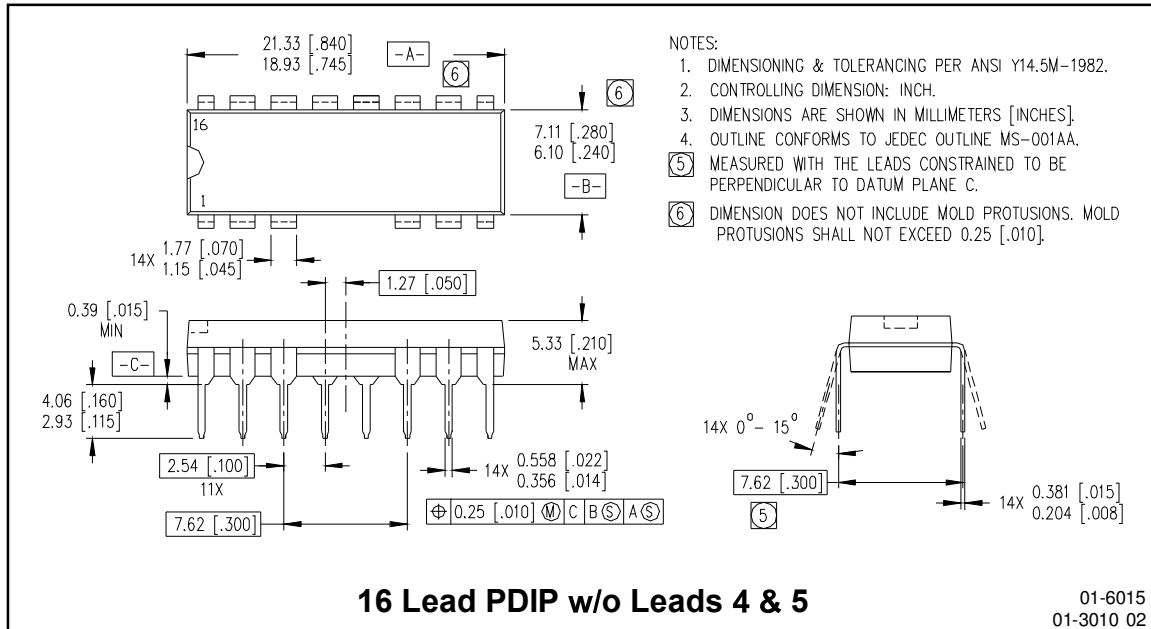 21.33 [.840]
18.93 [.745]
-A-
6
6
16
1
7.11 [.280]
6.10 [.240]
-B-
NOTES:
1. DIMENSIONING & TOLERANCING PER ANSI Y14.5M-1982.
2. CONTROLLING DIMENSION: INCH.
3. DIMENSIONS ARE SHOWN IN MILLIMETERS [INCHES].
4. OUTLINE CONFORMS TO JEDEC OUTLINE MS-001AA.
5 MEASURED WITH THE LEADS CONSTRAINED TO BE
PERPENDICULAR TO DATUM PLANE C.
6 DIMENSION DOES NOT INCLUDE MOLD PROTUSIONS. MOLD
PROTUSIONS SHALL NOT EXCEED 0.25 [.010].
14X 1.77 [.070]
1.15 [.045]
1.27 [.050]
0.39 [.015]
MIN
-C-
5.33 [.210]
MAX
4.06 [.160]
2.93 [.115]
2.54 [.100]
11X
14X 0.558 [.022]
0.356 [.014]
7.62 [.300]
⌖ 0.25 [.010] Ⓜ C B Ⓢ A Ⓢ
14X 0° - 15°
7.62 [.300]
5
14X 0.381 [.015]
0.204 [.008]
16 Lead PDIP w/o Leads 4 & 5
01-6015
01-3010 02